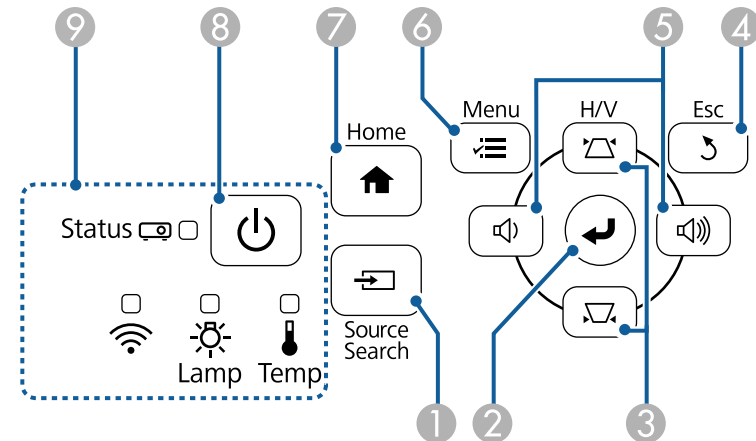 9 8 7 6 5 4
Menu H/V Esc
Home
Status
Source
Search
Lamp Temp
1 2 3